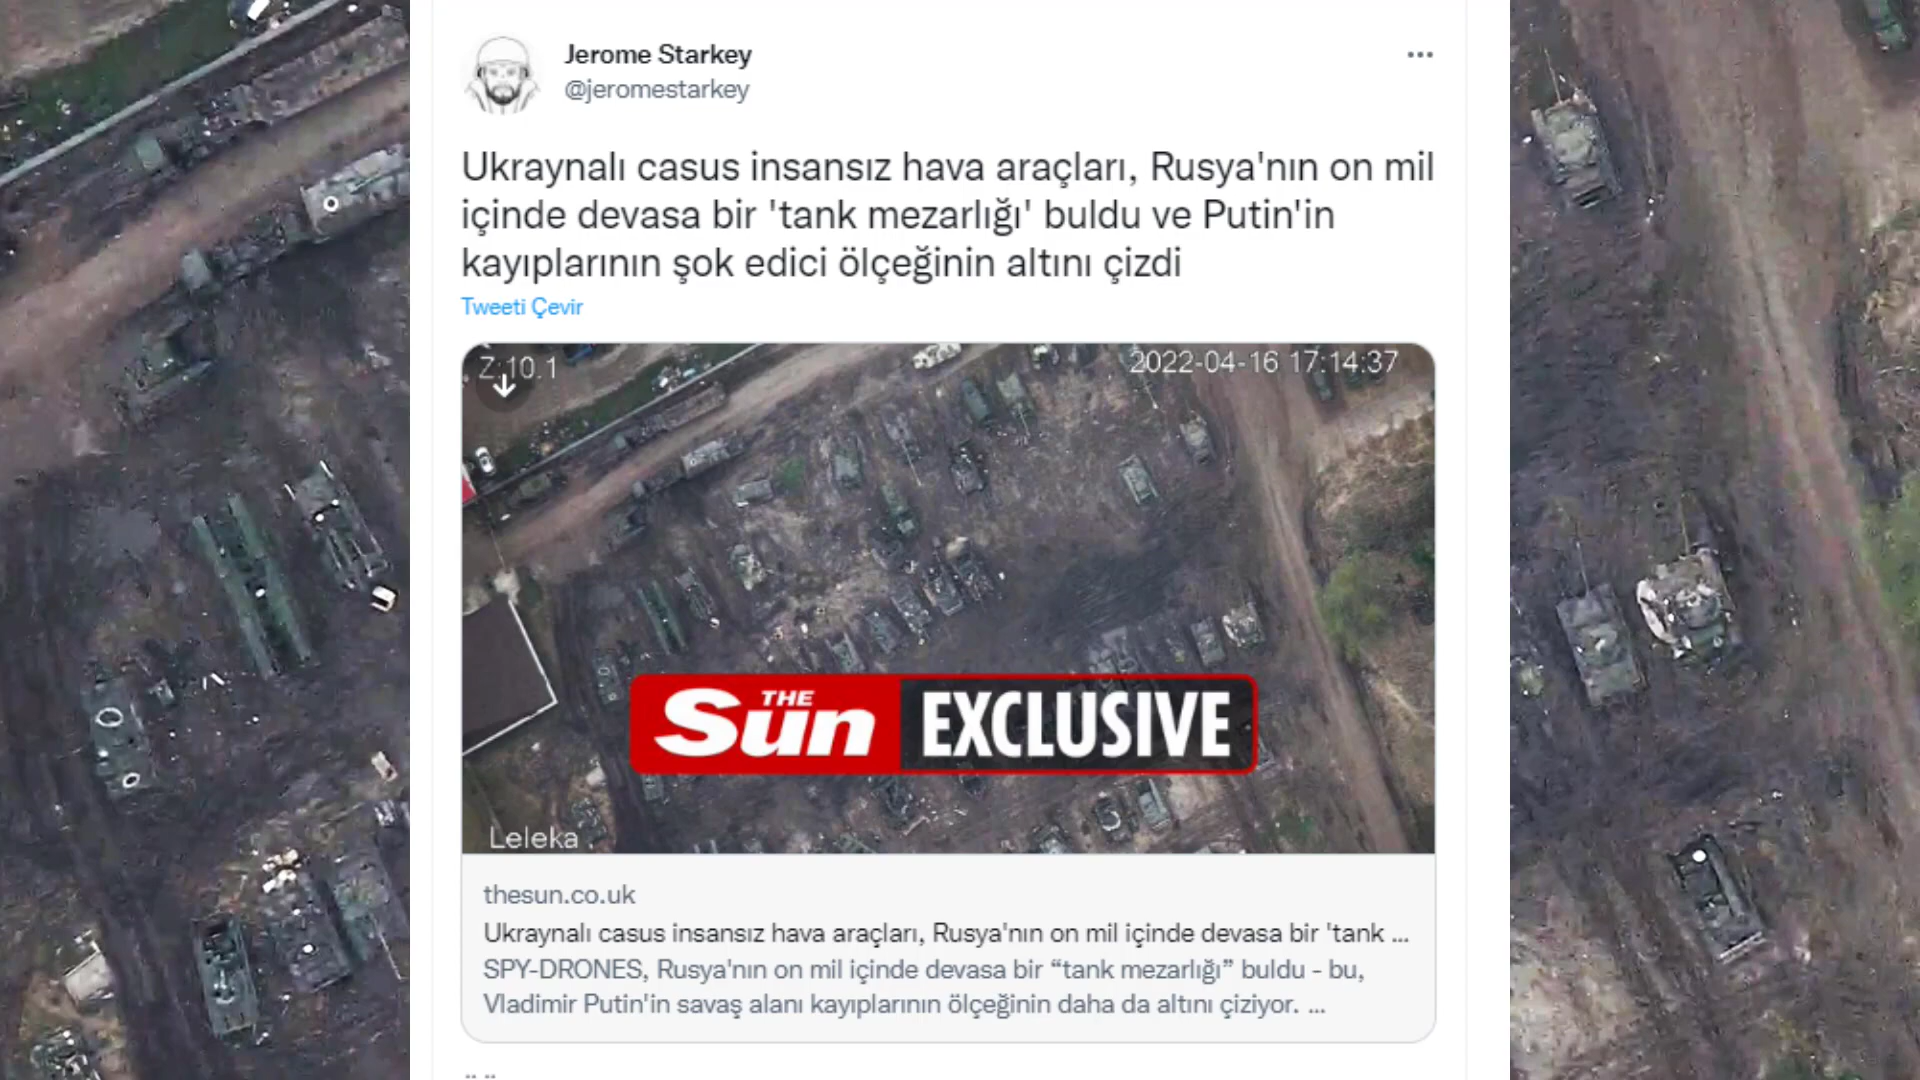 Jerome Starkey
@jeromestarkey
Ukraynalı casus insansız hava araçları, Rusya'nın on mil
içinde devasa bir 'tank mezarlığı' buldu ve Putin'in
kayıplarının şok edici ölçeğinin altını çizdi
Tweeti Çevir
Z:10.1
2022-04-16 17:14:37
THE Sun EXCLUSIVE
Leleka
thesun.co.uk
Ukraynalı casus insansız hava araçları, Rusya'nın on mil içinde devasa bir 'tank ...
SPY-DRONES, Rusya'nın on mil içinde devasa bir “tank mezarlığı” buldu - bu,
Vladimir Putin'in savaş alanı kayıplarının ölçeğinin daha da altını çiziyor. ...